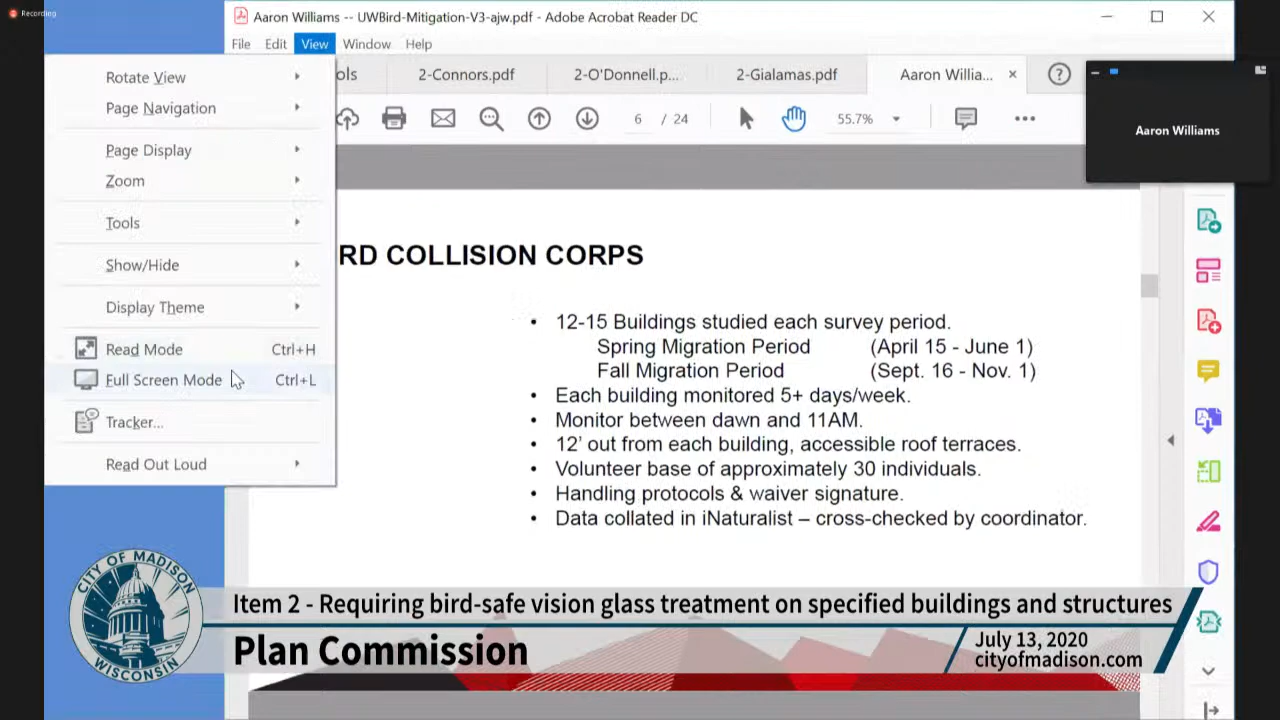 Recording
Aaron Williams -- UWBird-Mitigation-V3-ajw.pdf - Adobe Acrobat Reader DC
File Edit View Window Help
ols 2-Connors.pdf 2-O'Donnell.p... 2-Gialamas.pdf Aaron Willia... × ?
6 / 24 55.7%
Aaron Williams
Rotate View
Page Navigation
Page Display
Zoom
Tools
Show/Hide
Display Theme
Read Mode Ctrl+H
Full Screen Mode Ctrl+L
Tracker...
Read Out Loud
RD COLLISION CORPS
• 12-15 Buildings studied each survey period.
Spring Migration Period (April 15 - June 1)
Fall Migration Period (Sept. 16 - Nov. 1)
• Each building monitored 5+ days/week.
• Monitor between dawn and 11AM.
• 12’ out from each building, accessible roof terraces.
• Volunteer base of approximately 30 individuals.
• Handling protocols & waiver signature.
• Data collated in iNaturalist – cross-checked by coordinator.
CITY OF MADISON
WISCONSIN
Item 2 - Requiring bird-safe vision glass treatment on specified buildings and structures
Plan Commission
July 13, 2020
cityofmadison.com